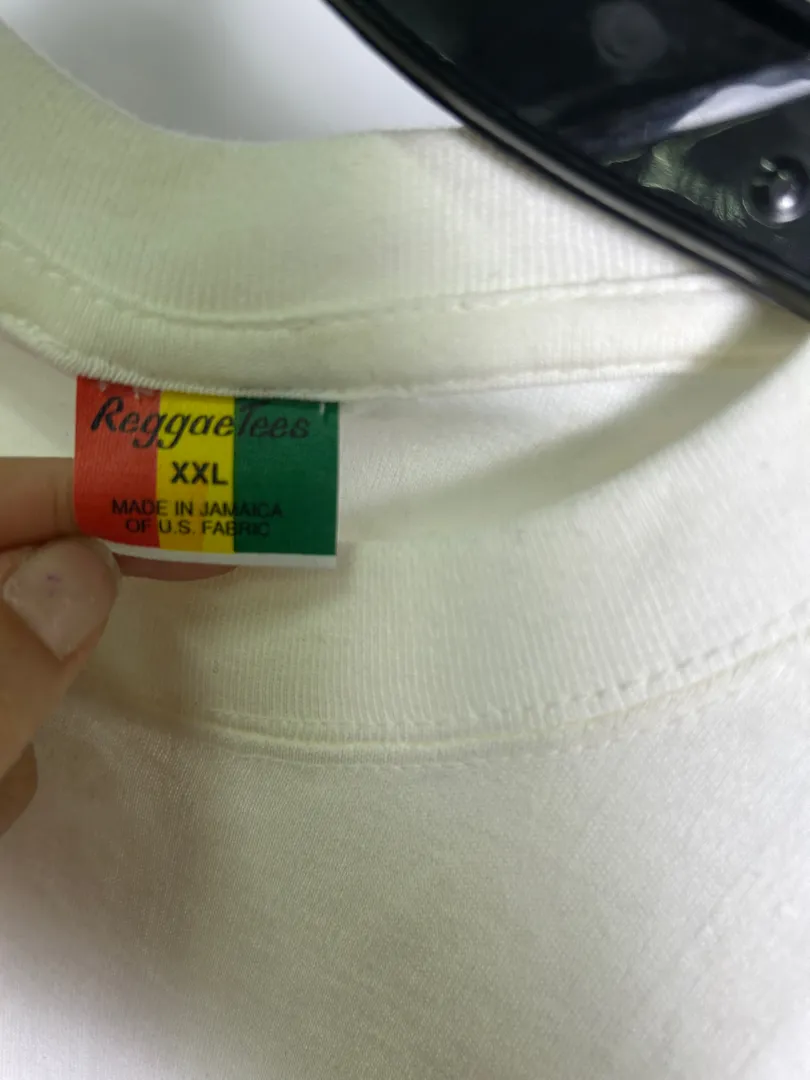 ReggaeTees
XXL
MADE IN JAMAICA
OF U.S. FABRIC